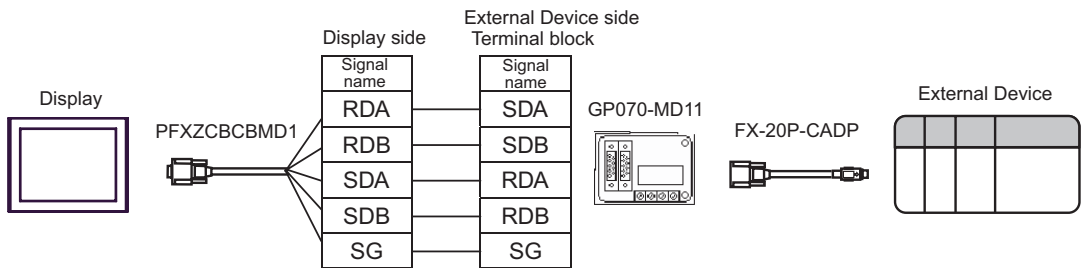 External Device side
Display side
Terminal block
Signal name
Signal name
Display
PFXZCBCBMD1
RDA
SDA
RDB
SDB
SDA
RDA
SDB
RDB
SG
SG
GP070-MD11
FX-20P-CADP
External Device